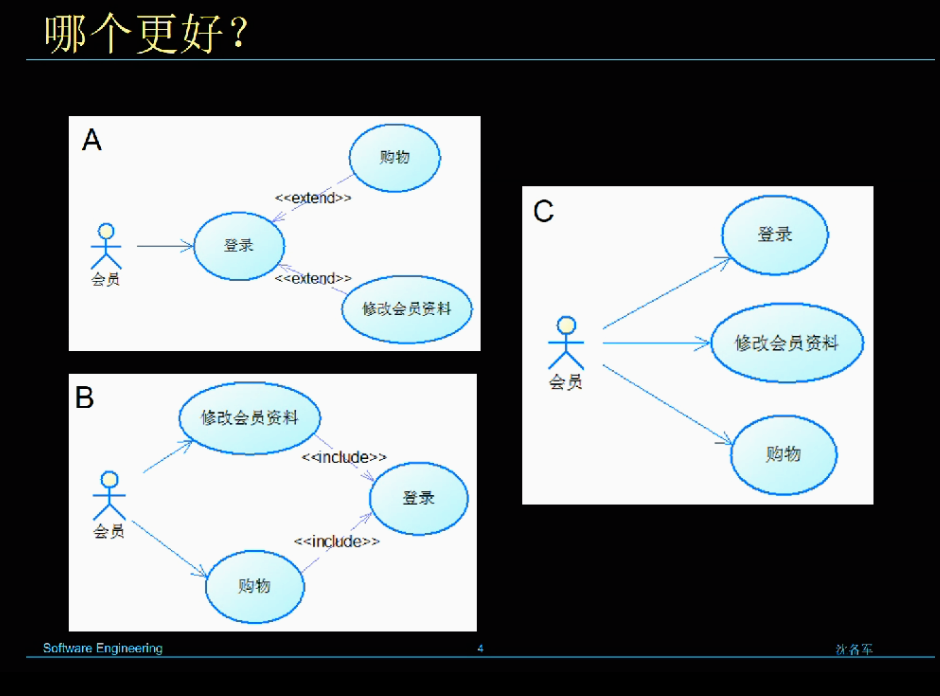 哪个更好？
A
购物
<<extend>>
登录
会员
<<extend>>
修改会员资料
B
修改会员资料
<<include>>
登录
会员
<<include>>
购物
C
登录
修改会员资料
会员
购物
Software Engineering
4
沈备军